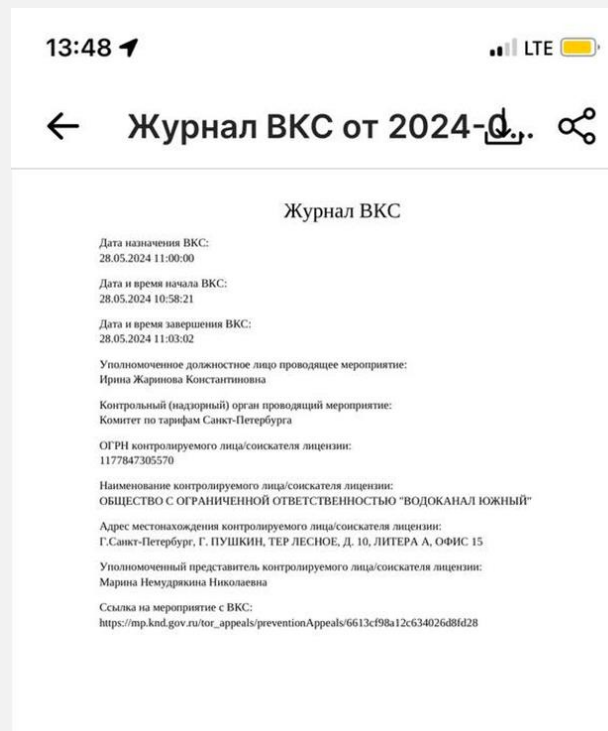 13:48
LTE
Журнал ВКС от 2024-0...
Журнал ВКС
Дата назначения ВКС:
28.05.2024 11:00:00
Дата и время начала ВКС:
28.05.2024 10:58:21
Дата и время завершения ВКС:
28.05.2024 11:03:02
Уполномоченное должностное лицо проводящее мероприятие:
Ирина Жаринова Константиновна
Контрольный (надзорный) орган проводящий мероприятие:
Комитет по тарифам Санкт-Петербурга
ОГРН контролируемого лица/соискателя лицензии:
1177847305570
Наименование контролируемого лица/соискателя лицензии:
ОБЩЕСТВО С ОГРАНИЧЕННОЙ ОТВЕТСТВЕННОСТЬЮ "ВОДОКАНАЛ ЮЖНЫЙ"
Адрес местонахождения контролируемого лица/соискателя лицензии:
Г.Санкт-Петербург, Г. ПУШКИН, ТЕР ЛЕСНОЕ, Д. 10, ЛИТЕРА А, ОФИС 15
Уполномоченный представитель контролируемого лица/соискателя лицензии:
Марина Немудрякина Николаевна
Ссылка на мероприятие с ВКС:
https://mp.knd.gov.ru/tor_appeals/preventionAppeals/6613cf98a12c634026d8fd28